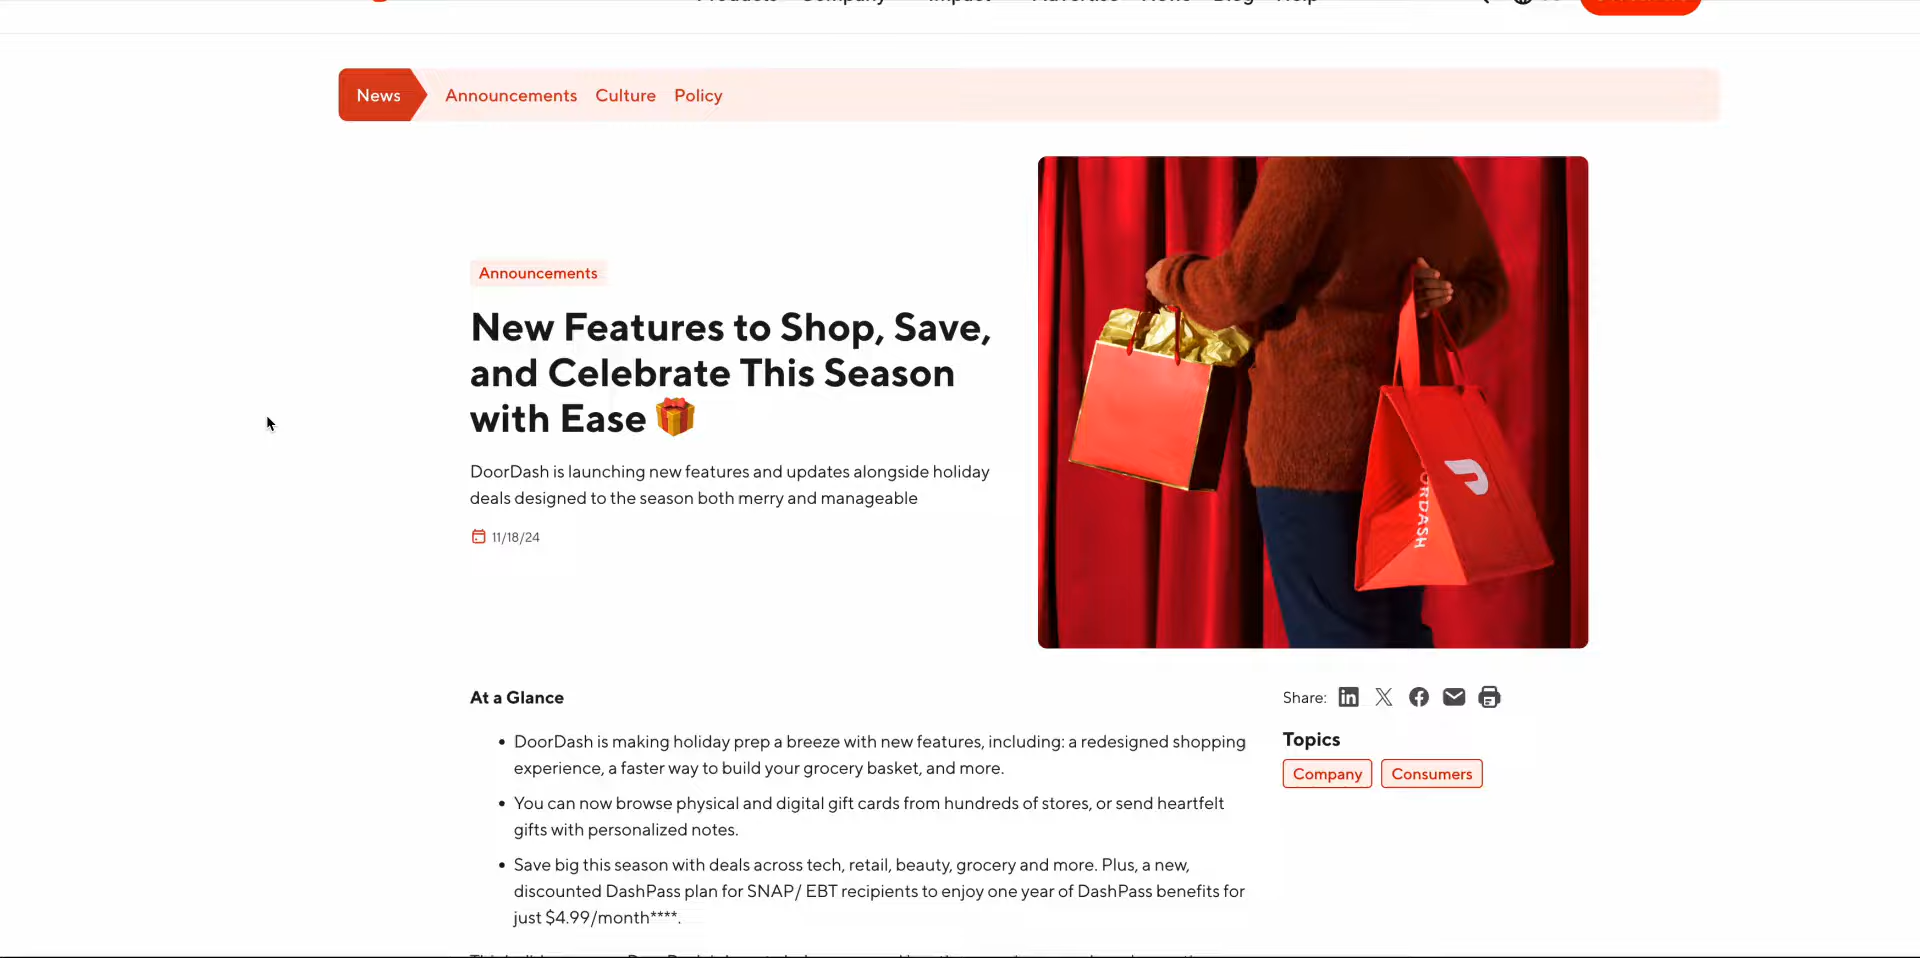 News
Announcements Culture Policy
Announcements
New Features to Shop, Save,
and Celebrate This Season
with Ease 🎁
DoorDash is launching new features and updates alongside holiday
deals designed to the season both merry and manageable
11/18/24
At a Glance
• DoorDash is making holiday prep a breeze with new features, including: a redesigned shopping
experience, a faster way to build your grocery basket, and more.
• You can now browse physical and digital gift cards from hundreds of stores, or send heartfelt
gifts with personalized notes.
• Save big this season with deals across tech, retail, beauty, grocery and more. Plus, a new,
discounted DashPass plan for SNAP/ EBT recipients to enjoy one year of DashPass benefits for
just $4.99/month****.
Share:
Topics
Company Consumers